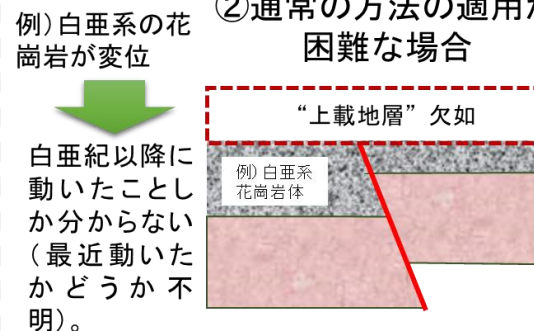 例）白亜系の花
崗岩が変位
白亜紀以降に
動いたことし
か分からない
（最近動いた
かどうか不
明）。
②通常の方法の適用が
困難な場合
“上載地層”欠如
例）白亜系
花崗岩体